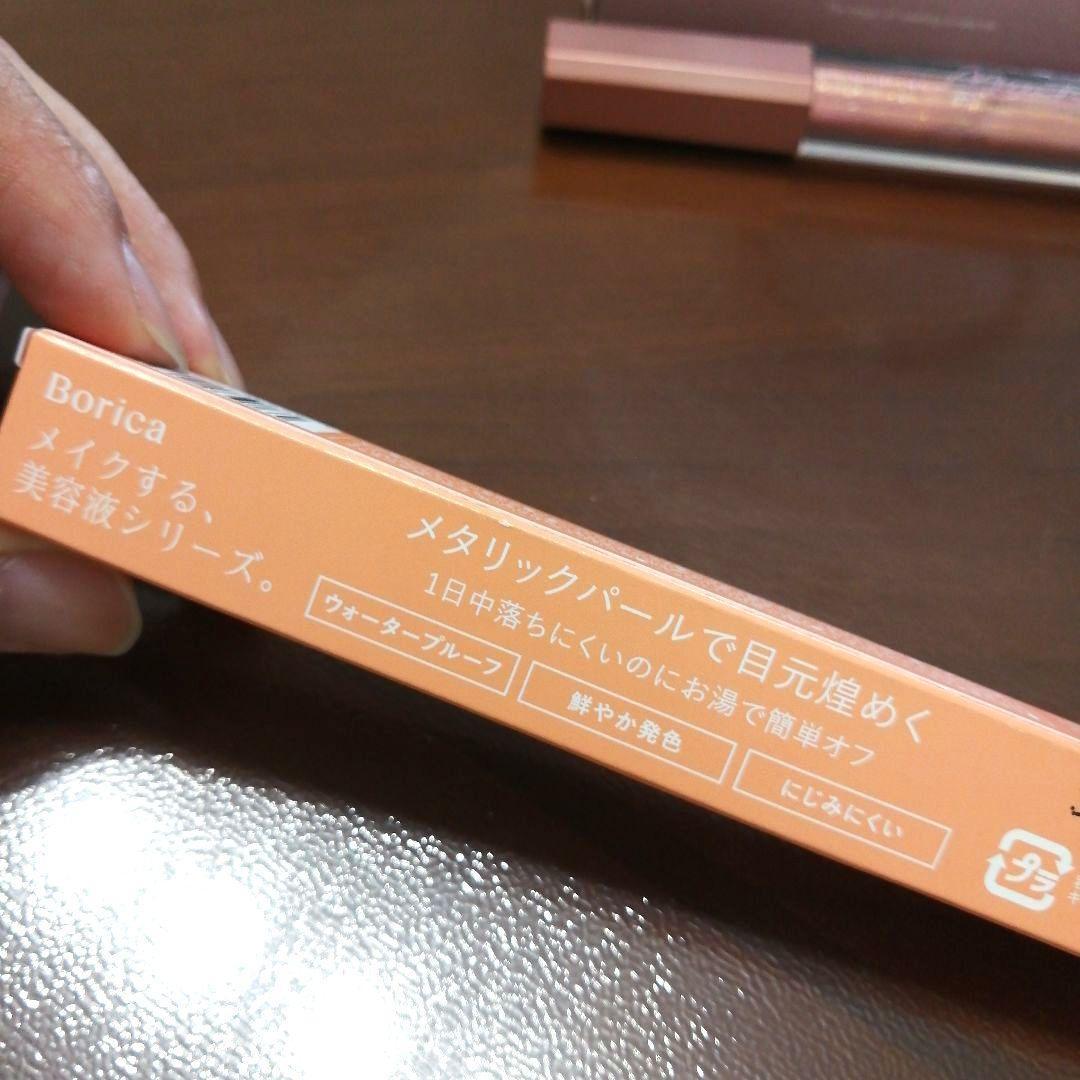 Borica
メイクする、
美容液シリーズ。
メタリックパールで目元煌めく
1日中落ちにくいのにお湯で簡単オフ
ウォータープルーフ
鮮やか発色
にじみにくい
プラ